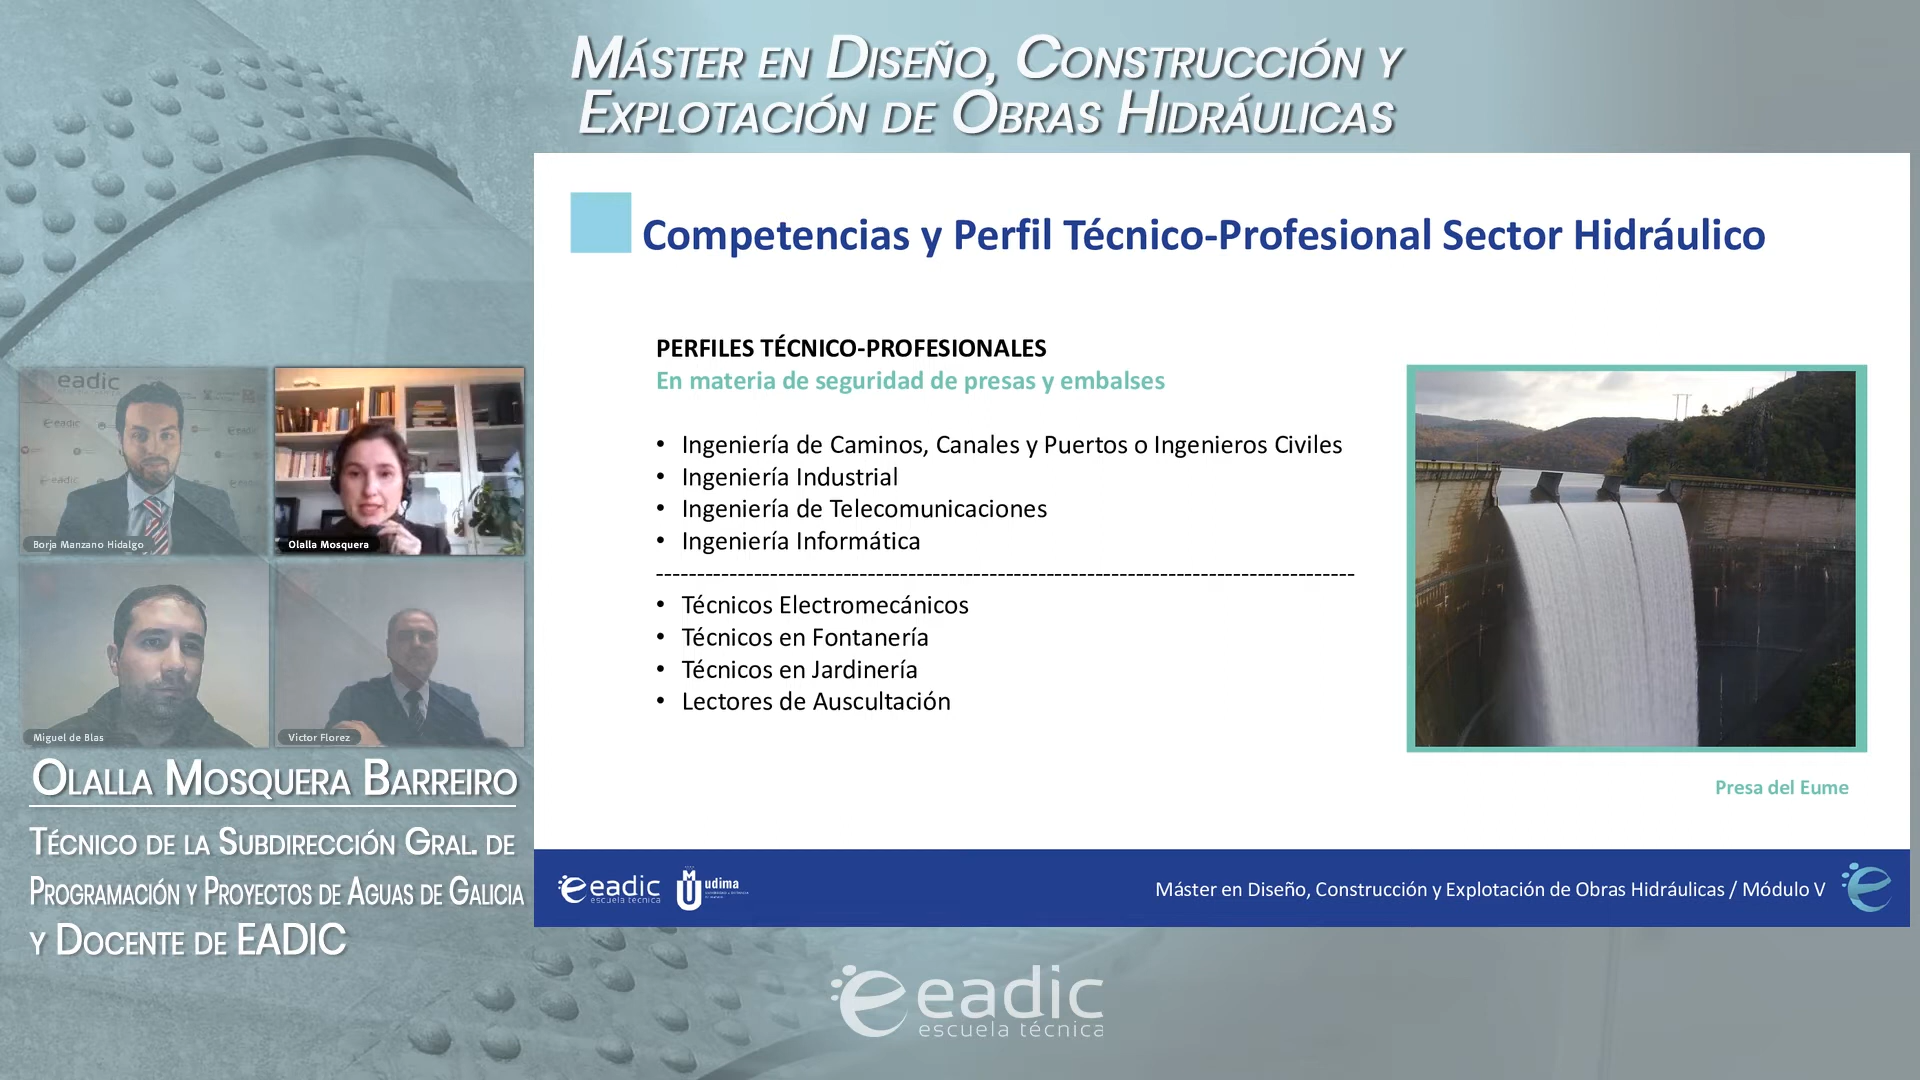 Máster en Diseño, Construcción y
Explotación de Obras Hidráulicas
Competencias y Perfil Técnico-Profesional Sector Hidráulico
PERFILES TÉCNICO-PROFESIONALES
En materia de seguridad de presas y embalses
• Ingeniería de Caminos, Canales y Puertos o Ingenieros Civiles
• Ingeniería Industrial
• Ingeniería de Telecomunicaciones
• Ingeniería Informática
• Técnicos Electromecánicos
• Técnicos en Fontanería
• Técnicos en Jardinería
• Lectores de Auscultación
Presa del Eume
eadic
eadic
eadic
eadic
Borja Manzano Hidalgo
Olalla Mosquera
Miguel de Blas
Victor Florez
Olalla Mosquera Barreiro
Técnico de la Subdirección Gral. de
Programación y Proyectos de Aguas de Galicia
y Docente de EADIC
eadic
escuela técnica
udima
Máster en Diseño, Construcción y Explotación de Obras Hidráulicas / Módulo V
eadic
escuela técnica